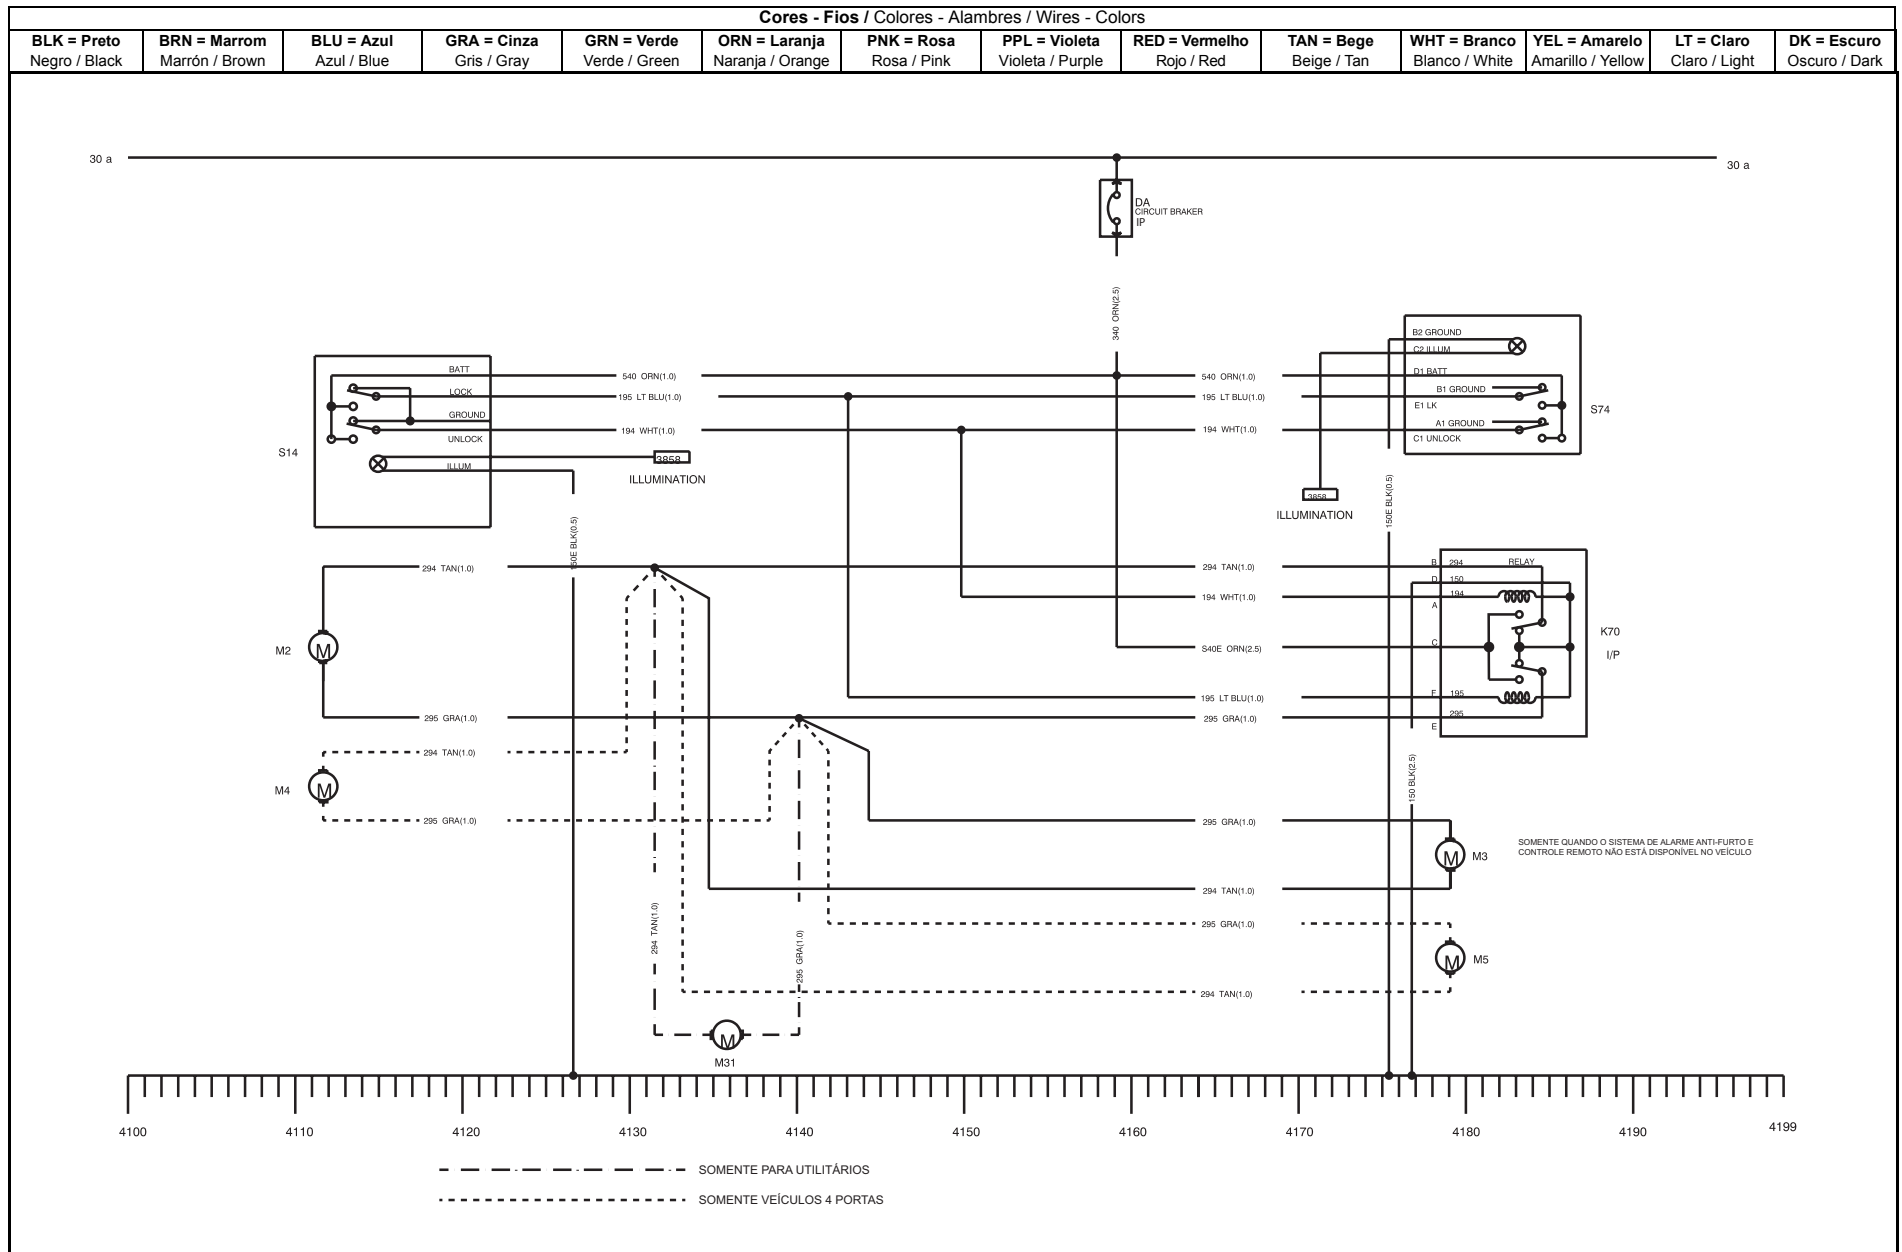 Cores - Fios / Colores - Alambres / Wires - Colors
BLK = Preto
Negro / Black
BRN = Marrom
Marrón / Brown
BLU = Azul
Azul / Blue
GRA = Cinza
Gris / Gray
GRN = Verde
Verde / Green
ORN = Laranja
Naranja / Orange
PNK = Rosa
Rosa / Pink
PPL = Violeta
Violeta / Purple
RED = Vermelho
Rojo / Red
TAN = Bege
Beige / Tan
WHT = Branco
Blanco / White
YEL = Amarelo
Amarillo / Yellow
LT = Claro
Claro / Light
DK = Escuro
Oscuro / Dark
30 a
30 a
DA
CIRCUIT BRAKER
IP
340 ORN(2.5)
B2 GROUND
C2 ILLUM
BATT
540 ORN(1.0)
540 ORN(1.0)
D1 BATT
LOCK
195 LT BLU(1.0)
195 LT BLU(1.0)
B1 GROUND
E1 LK
S74
GROUND
A1 GROUND
UNLOCK
194 WHT(1.0)
194 WHT(1.0)
C1 UNLOCK
S14
ILLUM
3858
ILLUMINATION
3858
ILLUMINATION
150E BLK(0.5)
150E BLK(0.5)
294 TAN(1.0)
294 TAN(1.0)
B
294
RELAY
D
150
194 WHT(1.0)
194
A
K70
I/P
M2
M
S40E ORN(2.5)
C
195 LT BLU(1.0)
F
195
295 GRA(1.0)
295 GRA(1.0)
295
E
294 TAN(1.0)
M4
M
150 BLK(2.5)
295 GRA(1.0)
295 GRA(1.0)
M
M3
SOMENTE QUANDO O SISTEMA DE ALARME ANTI-FURTO E
CONTROLE REMOTO NÃO ESTÁ DISPONÍVEL NO VEÍCULO
294 TAN(1.0)
294 TAN(1.0)
295 GRA(1.0)
295 GRA(1.0)
M
M5
294 TAN(1.0)
M
M31
4100
4110
4120
4130
4140
4150
4160
4170
4180
4190
4199
SOMENTE PARA UTILITÁRIOS
SOMENTE VEÍCULOS 4 PORTAS